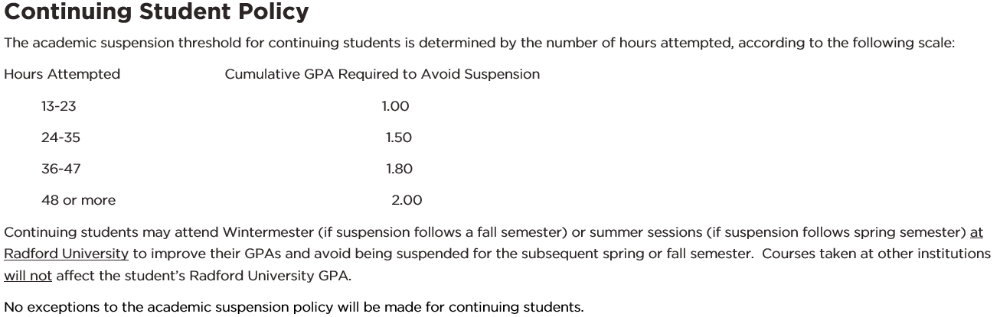 Continuing Student Policy
The academic suspension threshold for continuing students is determined by the number of hours attempted, according to the following scale:
Hours Attempted Cumulative GPA Required to Avoid Suspension
13-23 1.00
24-35 1.50
36-47 1.80
48 or more 2.00
Continuing students may attend Wintermester (if suspension follows a fall semester) or summer sessions (if suspension follows spring semester) at
Radford University to improve their GPAs and avoid being suspended for the subsequent spring or fall semester. Courses taken at other institutions
will not affect the student's Radford University GPA.
No exceptions to the academic suspension policy will be made for continuing students.